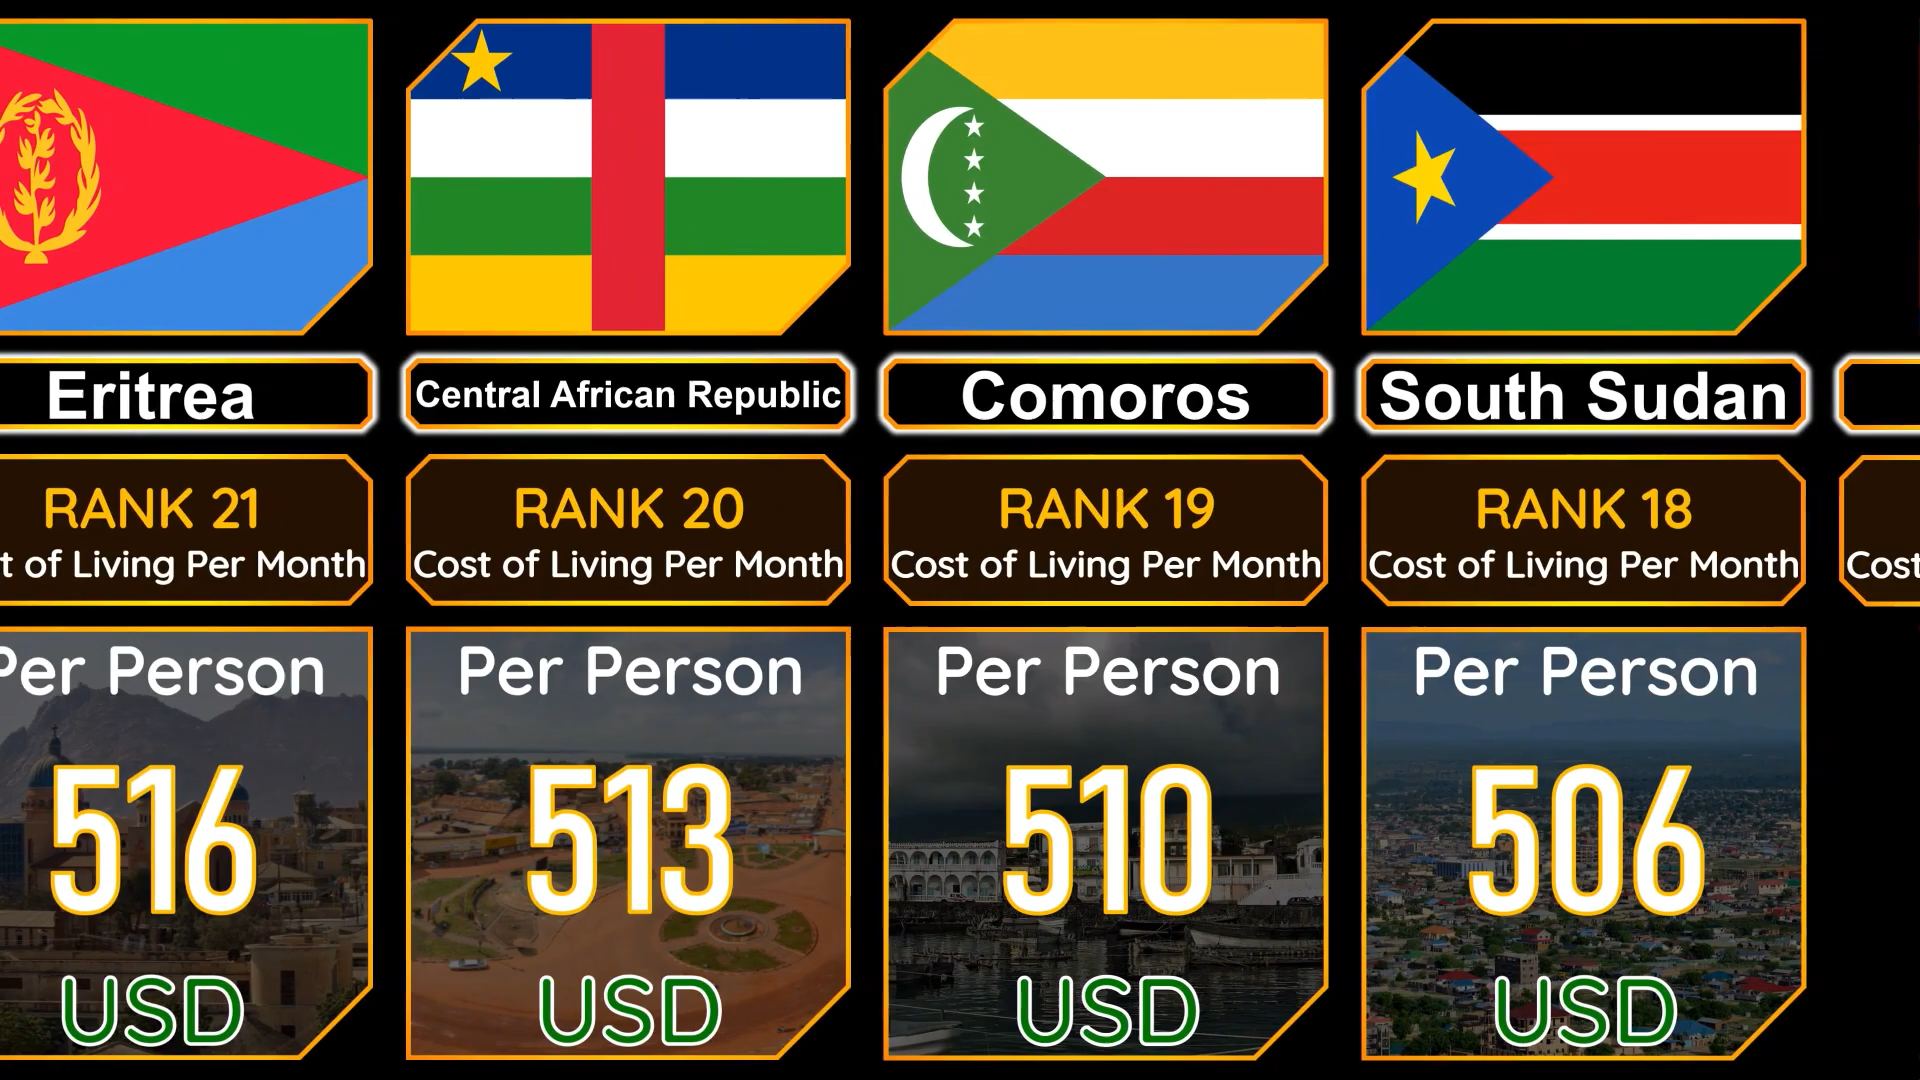 Eritrea
RANK 21
t of Living Per Month
Per Person
516
USD
Central African Republic
RANK 20
Cost of Living Per Month
Per Person
513
USD
Comoros
RANK 19
Cost of Living Per Month
Per Person
510
USD
South Sudan
RANK 18
Cost of Living Per Month
Per Person
506
USD
Cost